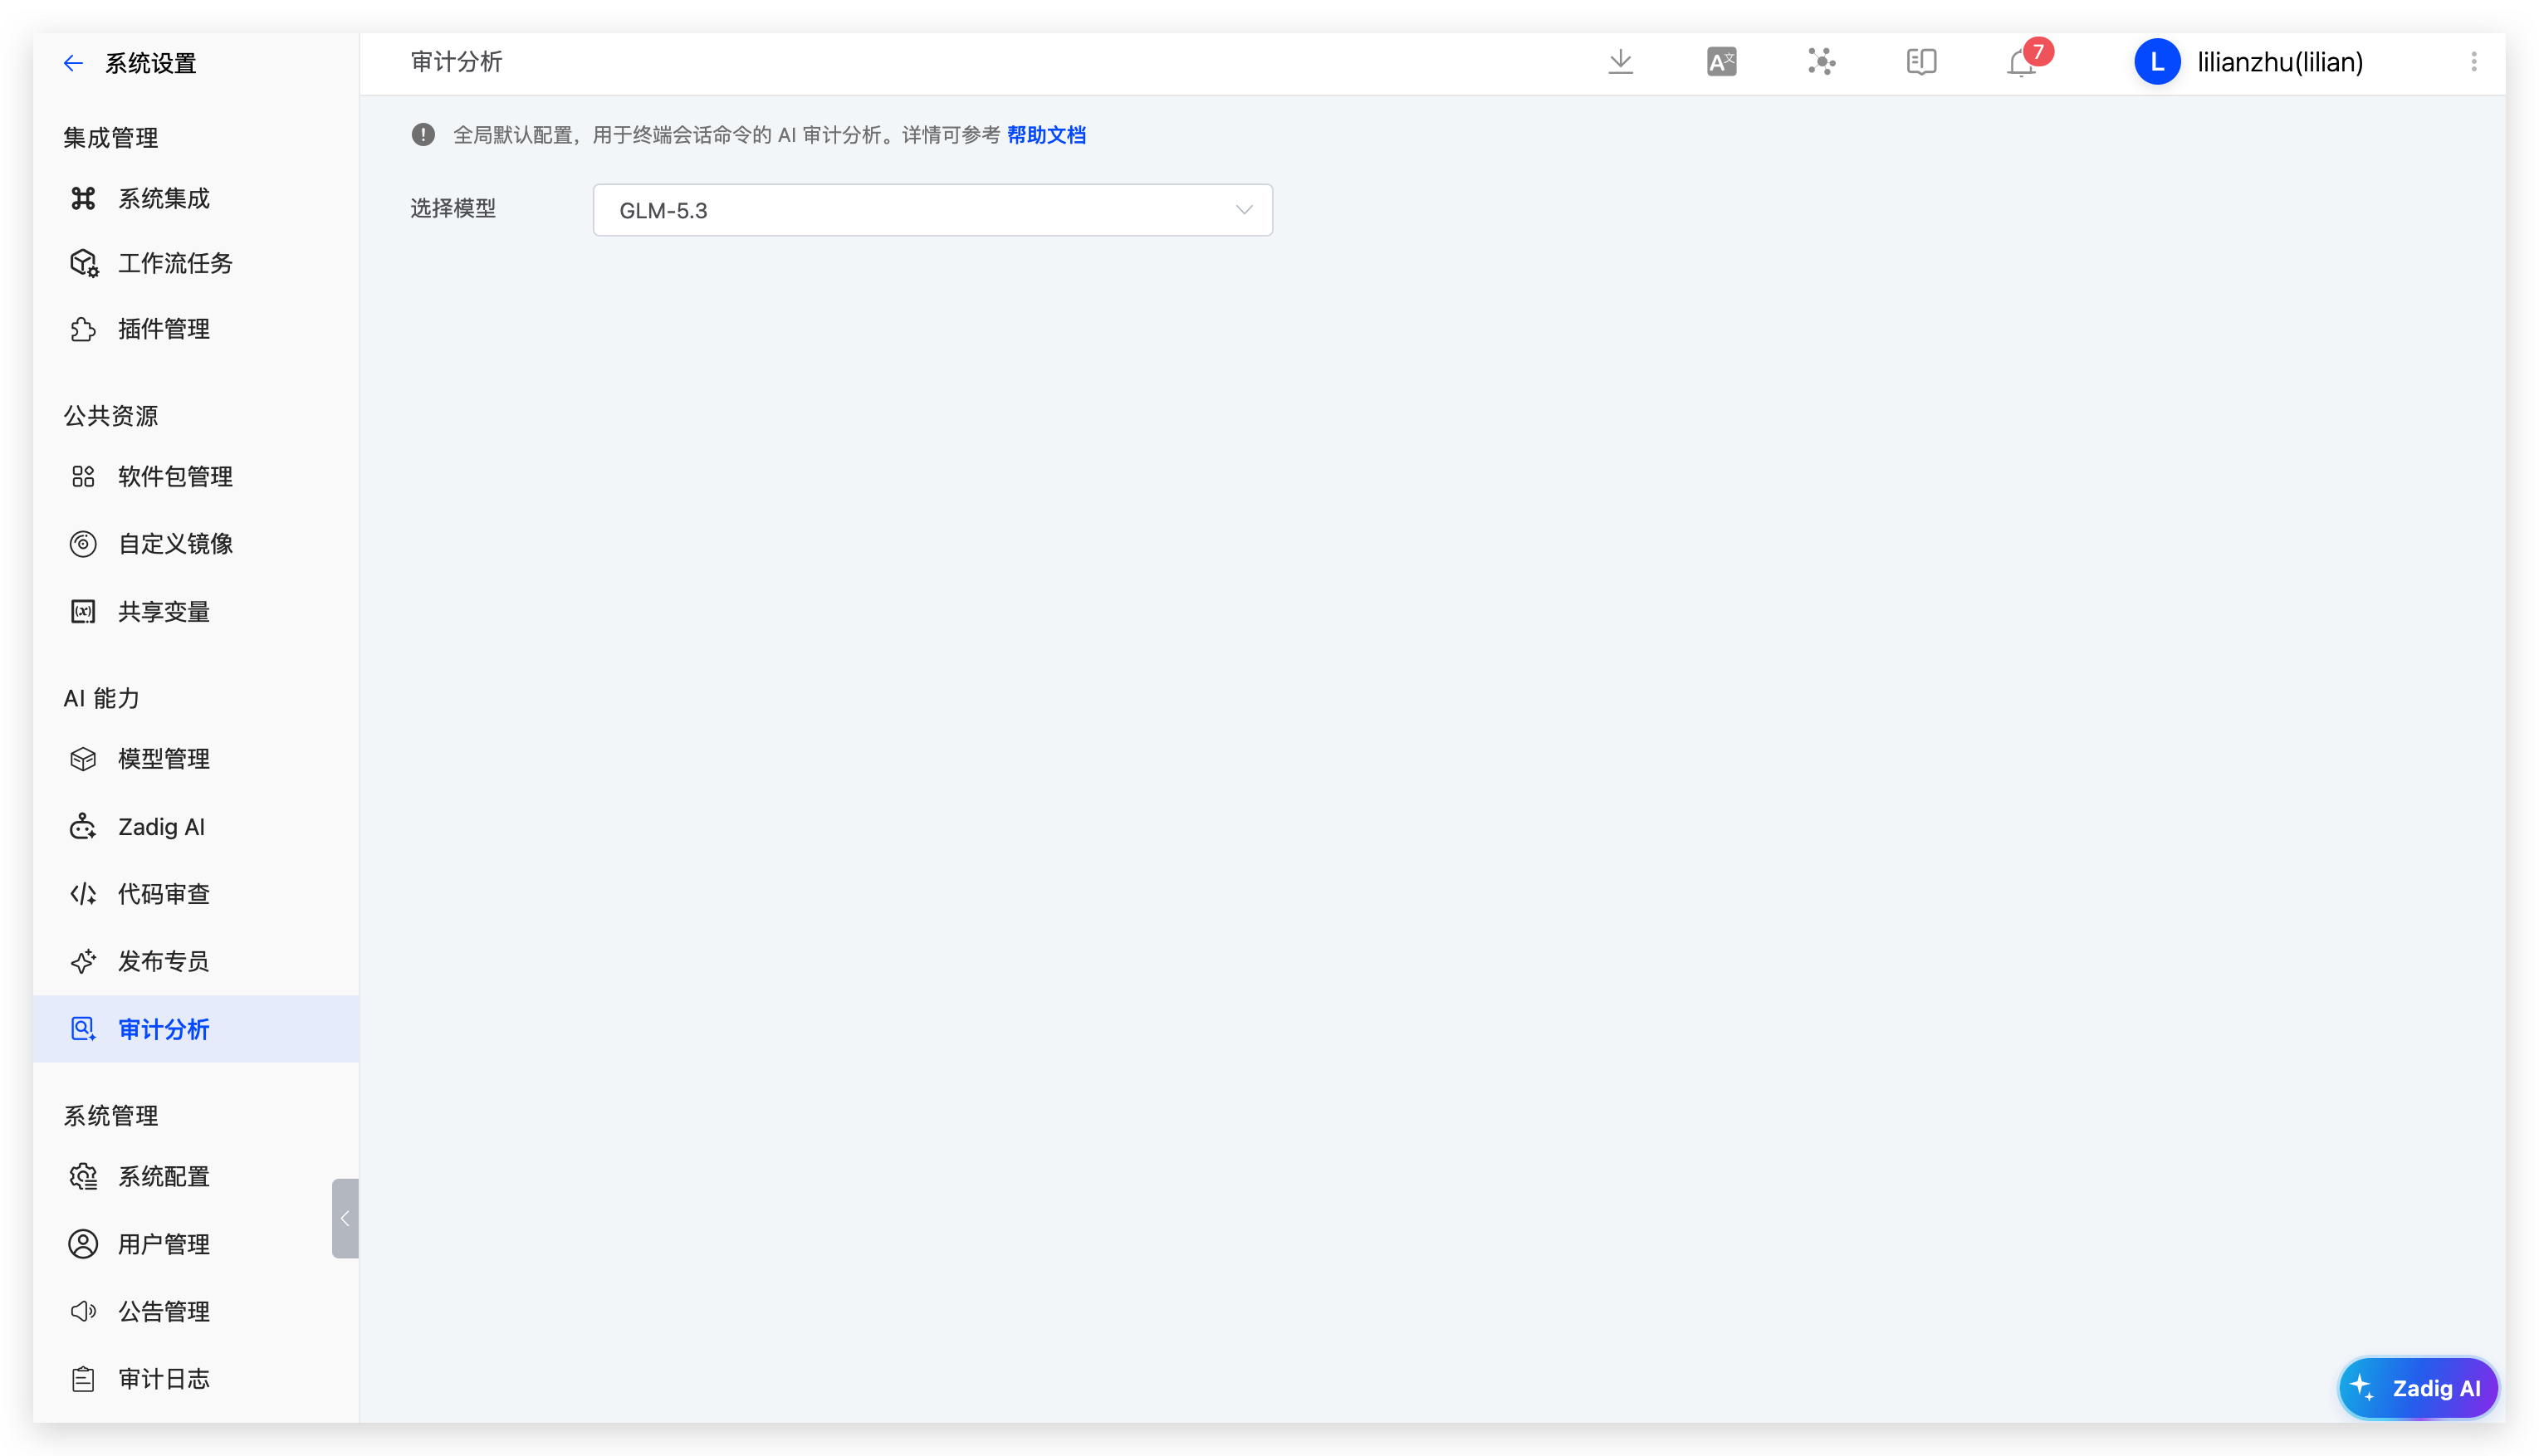 系统设置
集成管理
系统集成
工作流任务
插件管理
公共资源
软件包管理
自定义镜像
共享变量
AI 能力
模型管理
Zadig AI
代码审查
发布专员
审计分析
系统管理
系统配置
用户管理
公告管理
审计日志
审计分析
7
L lilianzhu(lilian)
全局默认配置，用于终端会话命令的 AI 审计分析。详情可参考 帮助文档
选择模型 GLM-5.3
Zadig AI